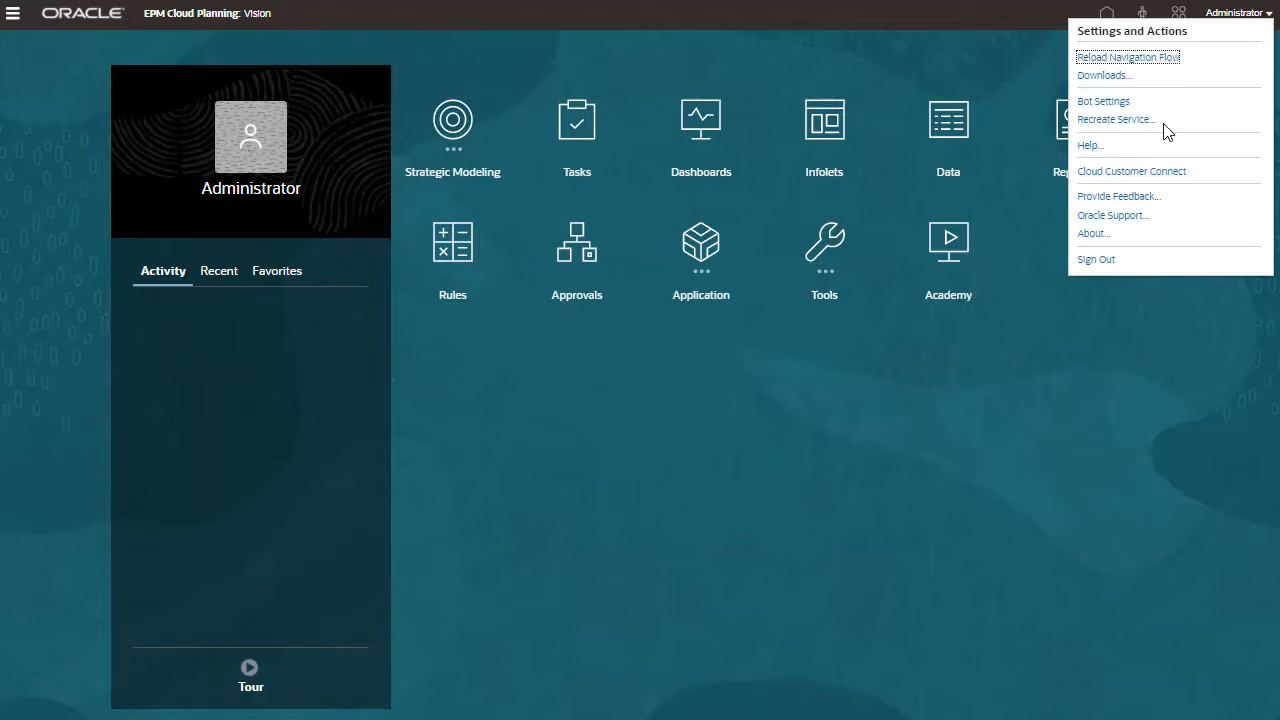 ORACLE EPM Cloud Planning: Vision Administrator
Settings and Actions
Reload Navigation Flow
Downloads...
Bot Settings
Recreate Service...
Help...
Cloud Customer Connect
Provide Feedback...
Oracle Support...
About...
Sign Out
Administrator
Activity Recent Favorites
Tour
Strategic Modeling Tasks Dashboards Infolets Data
Rules Approvals Application Tools Academy